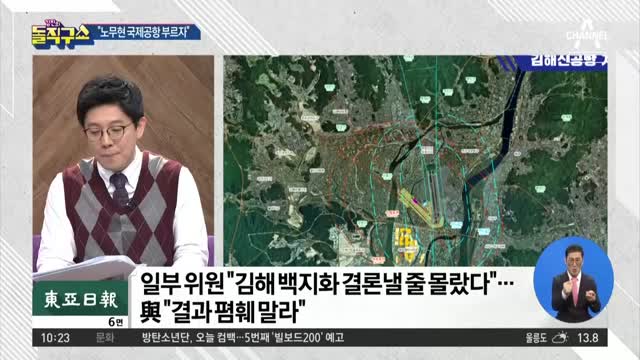 김진의
돌직구쇼
"노무현 국제공항 부르자"
CHANNEL A
김해신공항
일부 위원 "김해 백지화 결론낼 줄 몰랐다"…
與 "결과 폄훼 말라"
東亞日報
6면
10:23
문화
방탄소년단, 오늘 컴백…5번째 '빌보드200' 예고
울릉도
13.8